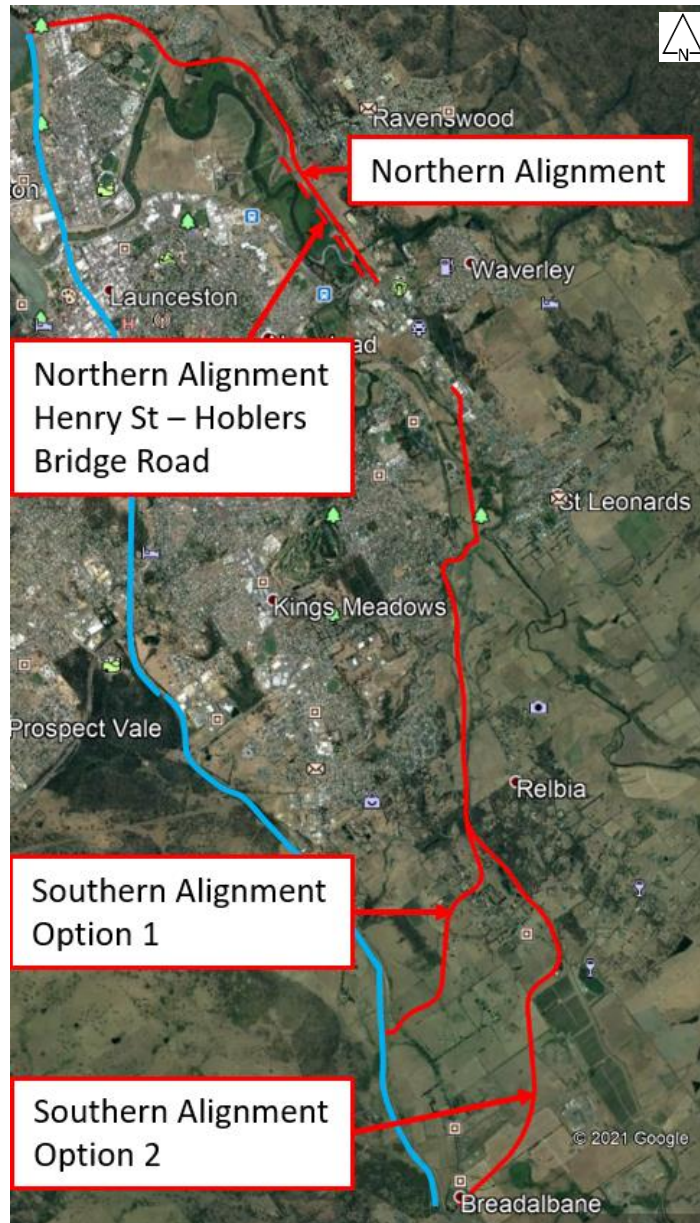 N
Ravenswood
Northern Alignment
Waverley
Launceston
Northern Alignment
Henry St – Hoblers
Bridge Road
St Leonards
Kings Meadows
Prospect Vale
Relbia
Southern Alignment
Option 1
Southern Alignment
Option 2
© 2021 Google
Breadalbane